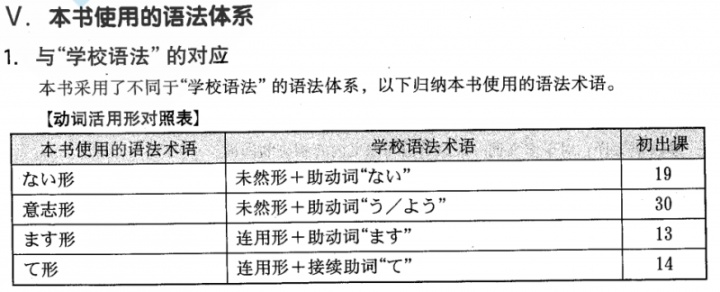 V. 本书使用的语法体系
1. 与“学校语法”的对应
本书采用了不同于“学校语法”的语法体系，以下归纳本书使用的语法术语。
【动词活用形对照表】
本书使用的语法术语 学校语法术语 初出课
ない形 未然形＋助动词“ない” 19
意志形 未然形＋助动词“う／よう” 30
ます形 连用形＋助动词“ます” 13
て形 连用形＋接续助词“て” 14